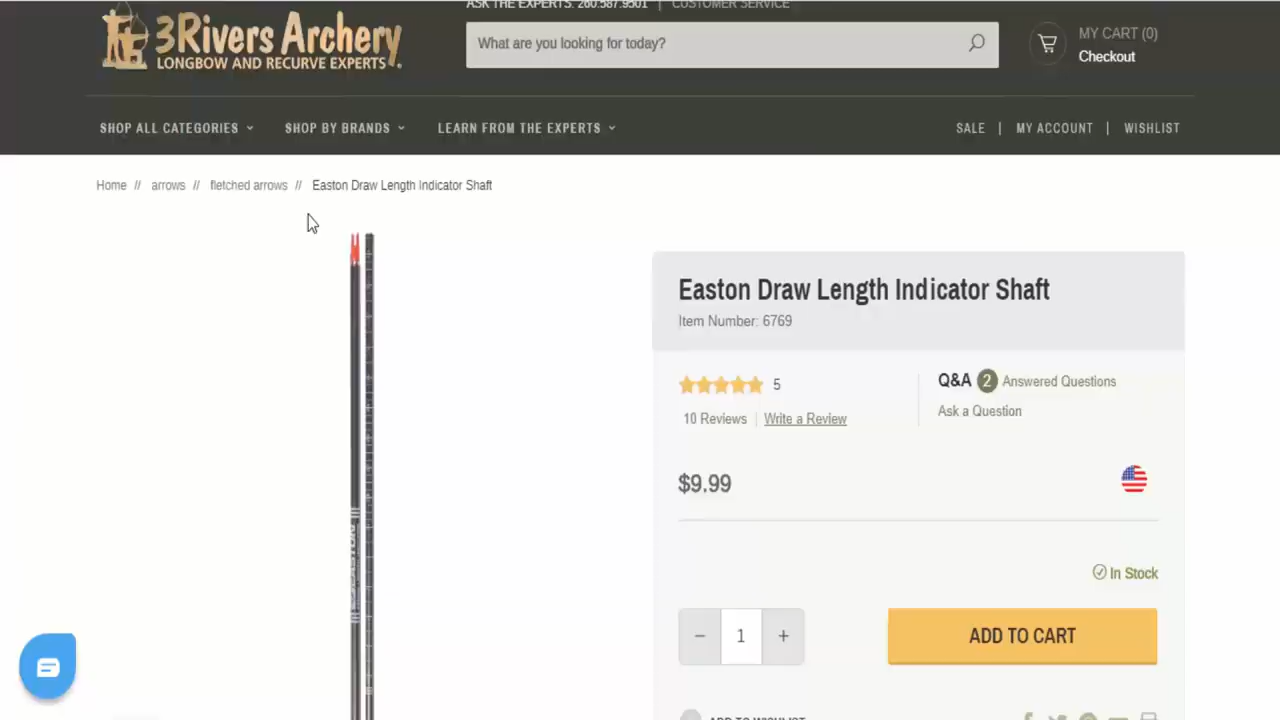 ASK THE EXPERTS: 260.587.9501 | CUSTOMER SERVICE
3Rivers Archery
LONGBOW AND RECURVE EXPERTS
What are you looking for today?
MY CART (0)
Checkout
SHOP ALL CATEGORIES
SHOP BY BRANDS
LEARN FROM THE EXPERTS
SALE | MY ACCOUNT | WISHLIST
Home // arrows // fletched arrows // Easton Draw Length Indicator Shaft
Easton Draw Length Indicator Shaft
Item Number: 6769
5
10 Reviews | Write a Review
Q&A 2 Answered Questions
Ask a Question
$9.99
In Stock
− 1 +
ADD TO CART
ADD TO WISHLIST